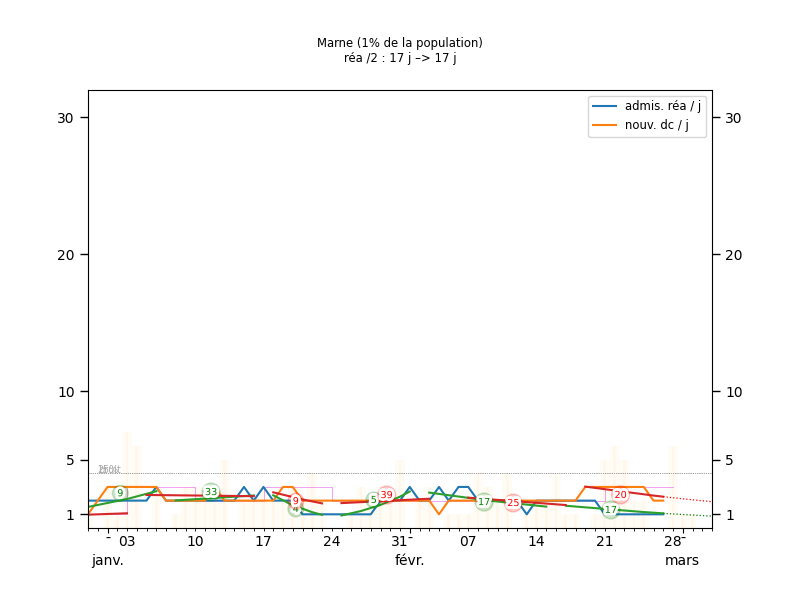 Marne (1% de la population)
réa /2 : 17 j –> 17 j
admis. réa / j
nouv. dc / j
30 30
20 20
10 10
5 5
1 1
9 33 9 4 5 39 17 25 20 17
03 10 17 24 31 07 14 21 28
janv. févr. mars